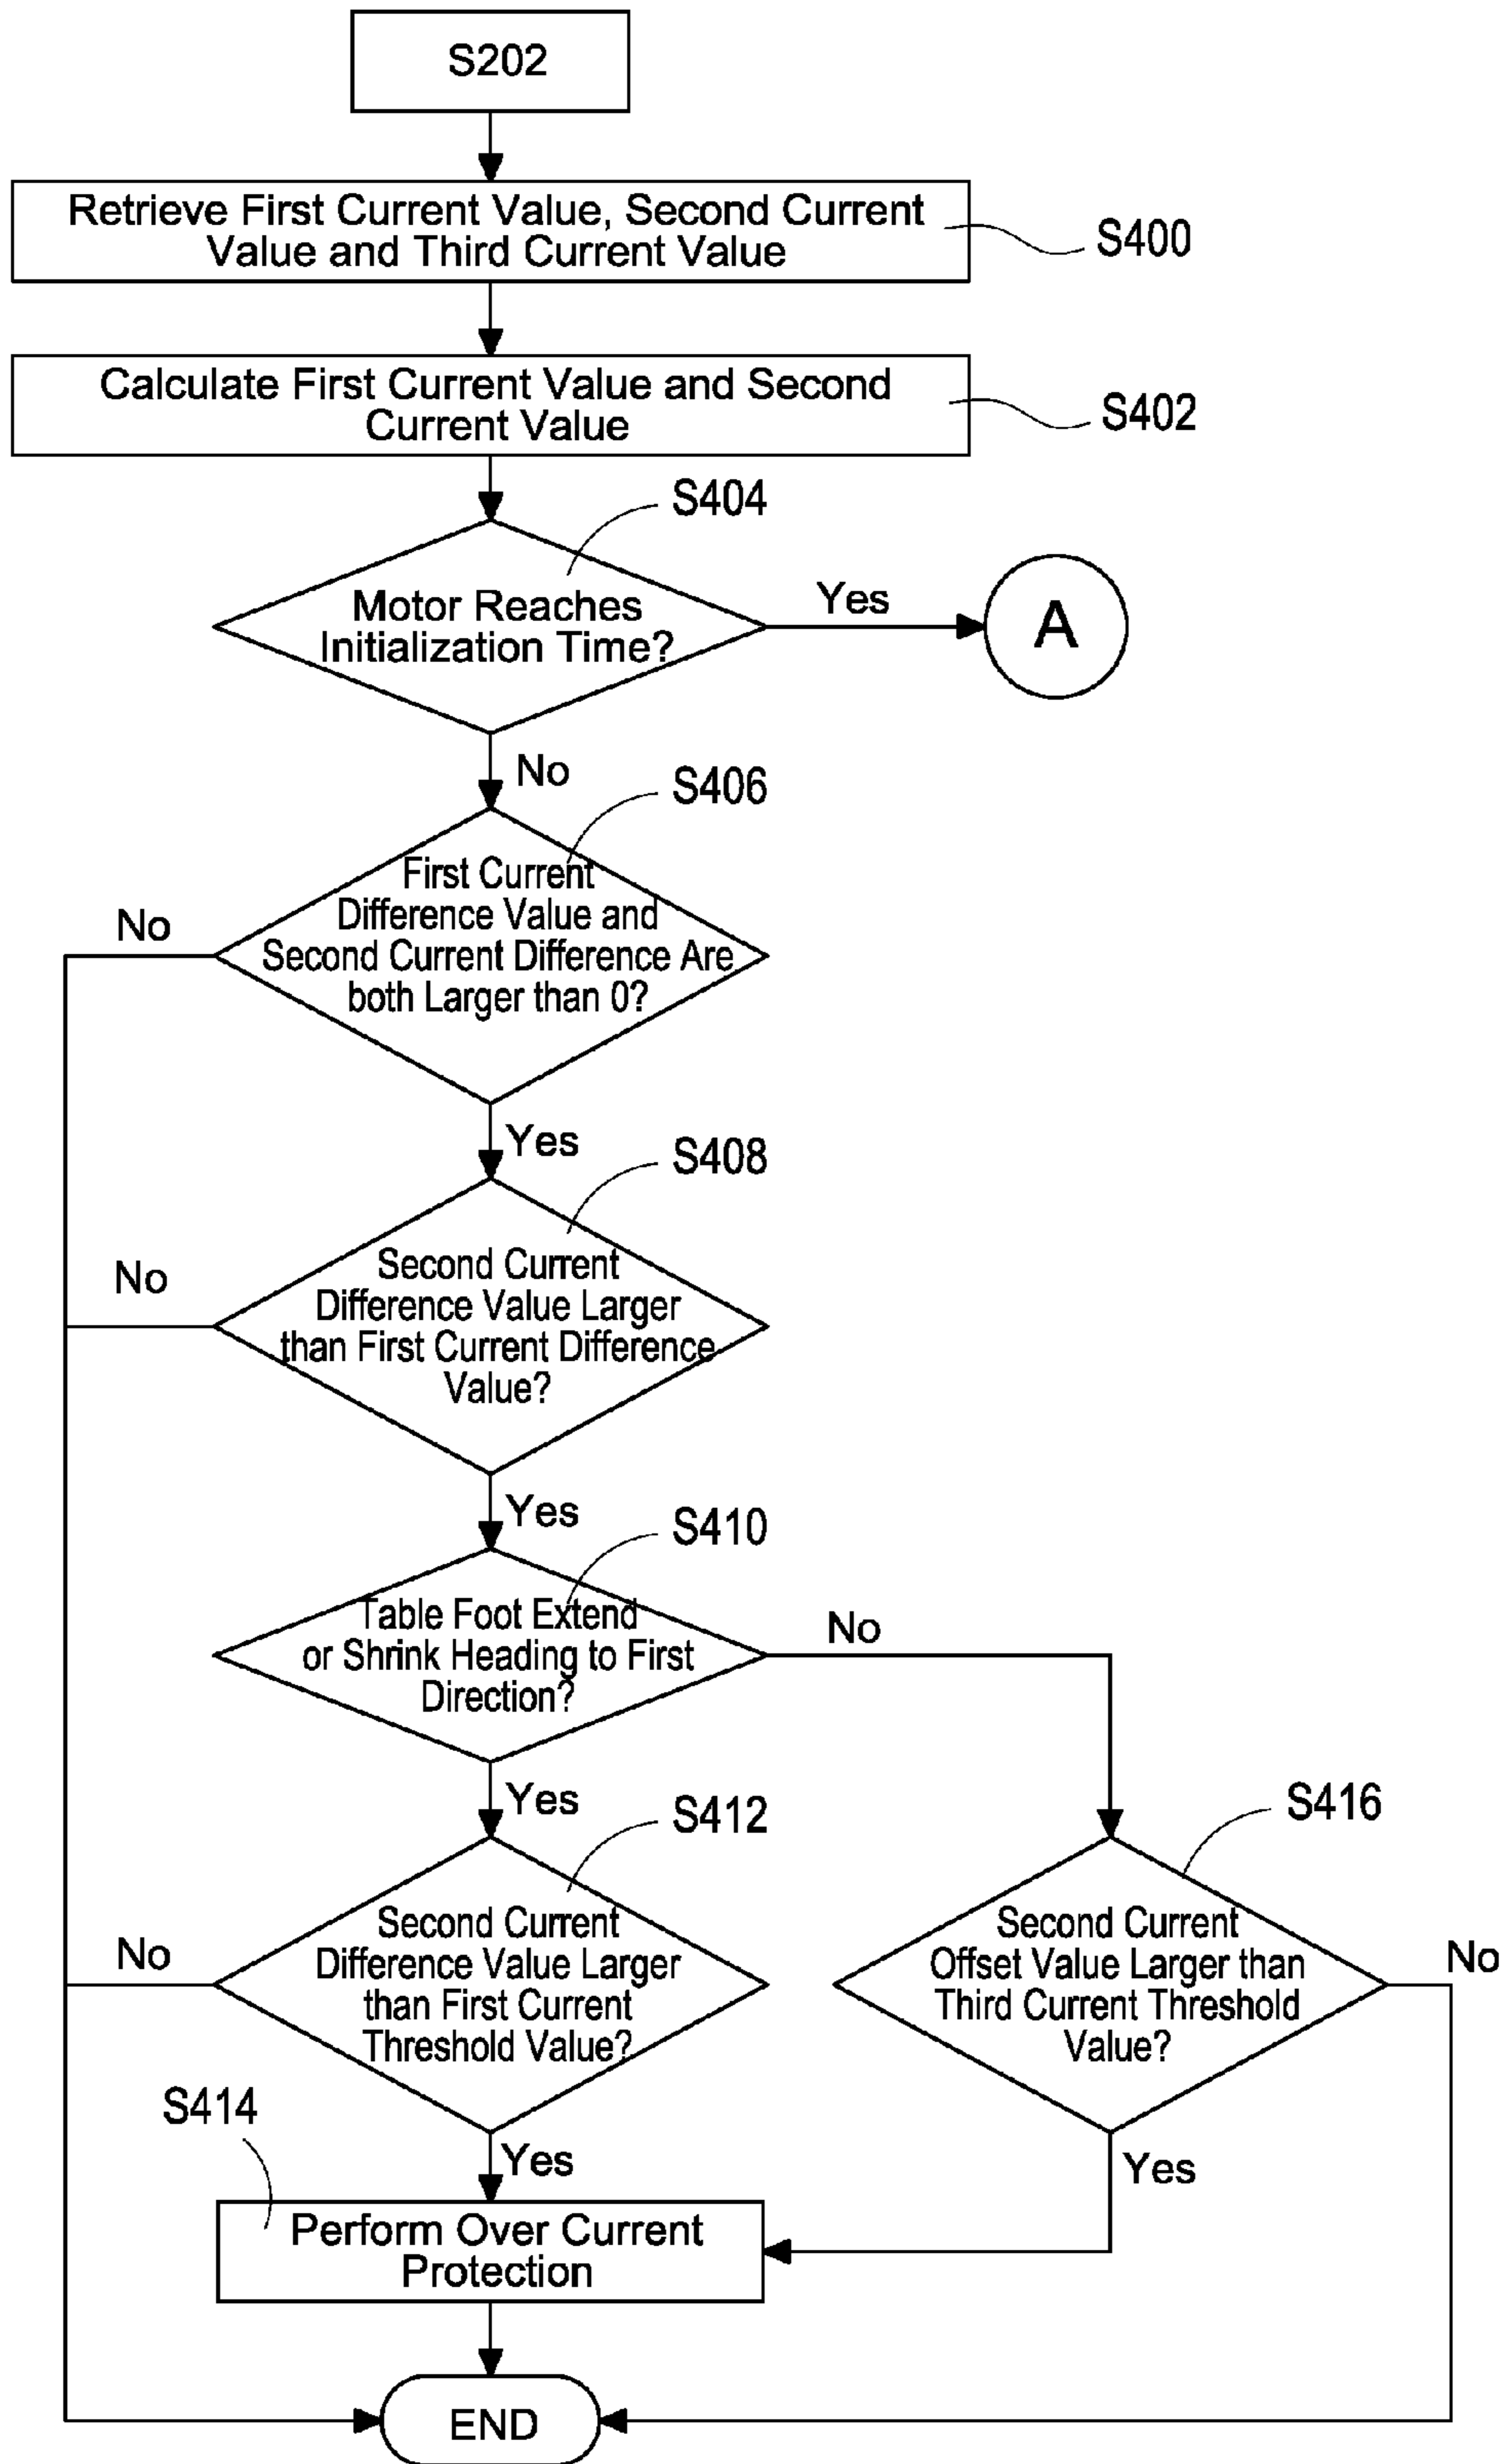 S202
Retrieve First Current Value, Second Current
Value and Third Current Value
S400
Calculate First Current Value and Second
Current Value
S402
S404
Motor Reaches
Initialization Time?
Yes
A
No
S406
First Current
Difference Value and
Second Current Difference Are
both Larger than 0?
No
Yes
S408
Second Current
Difference Value Larger
than First Current Difference
Value?
No
Yes
S410
Table Foot Extend
or Shrink Heading to First
Direction?
No
Yes
S412
Second Current
Difference Value Larger
than First Current
Threshold Value?
No
S416
Second Current
Offset Value Larger than
Third Current Threshold
Value?
No
S414
Yes
Yes
Perform Over Current
Protection
END